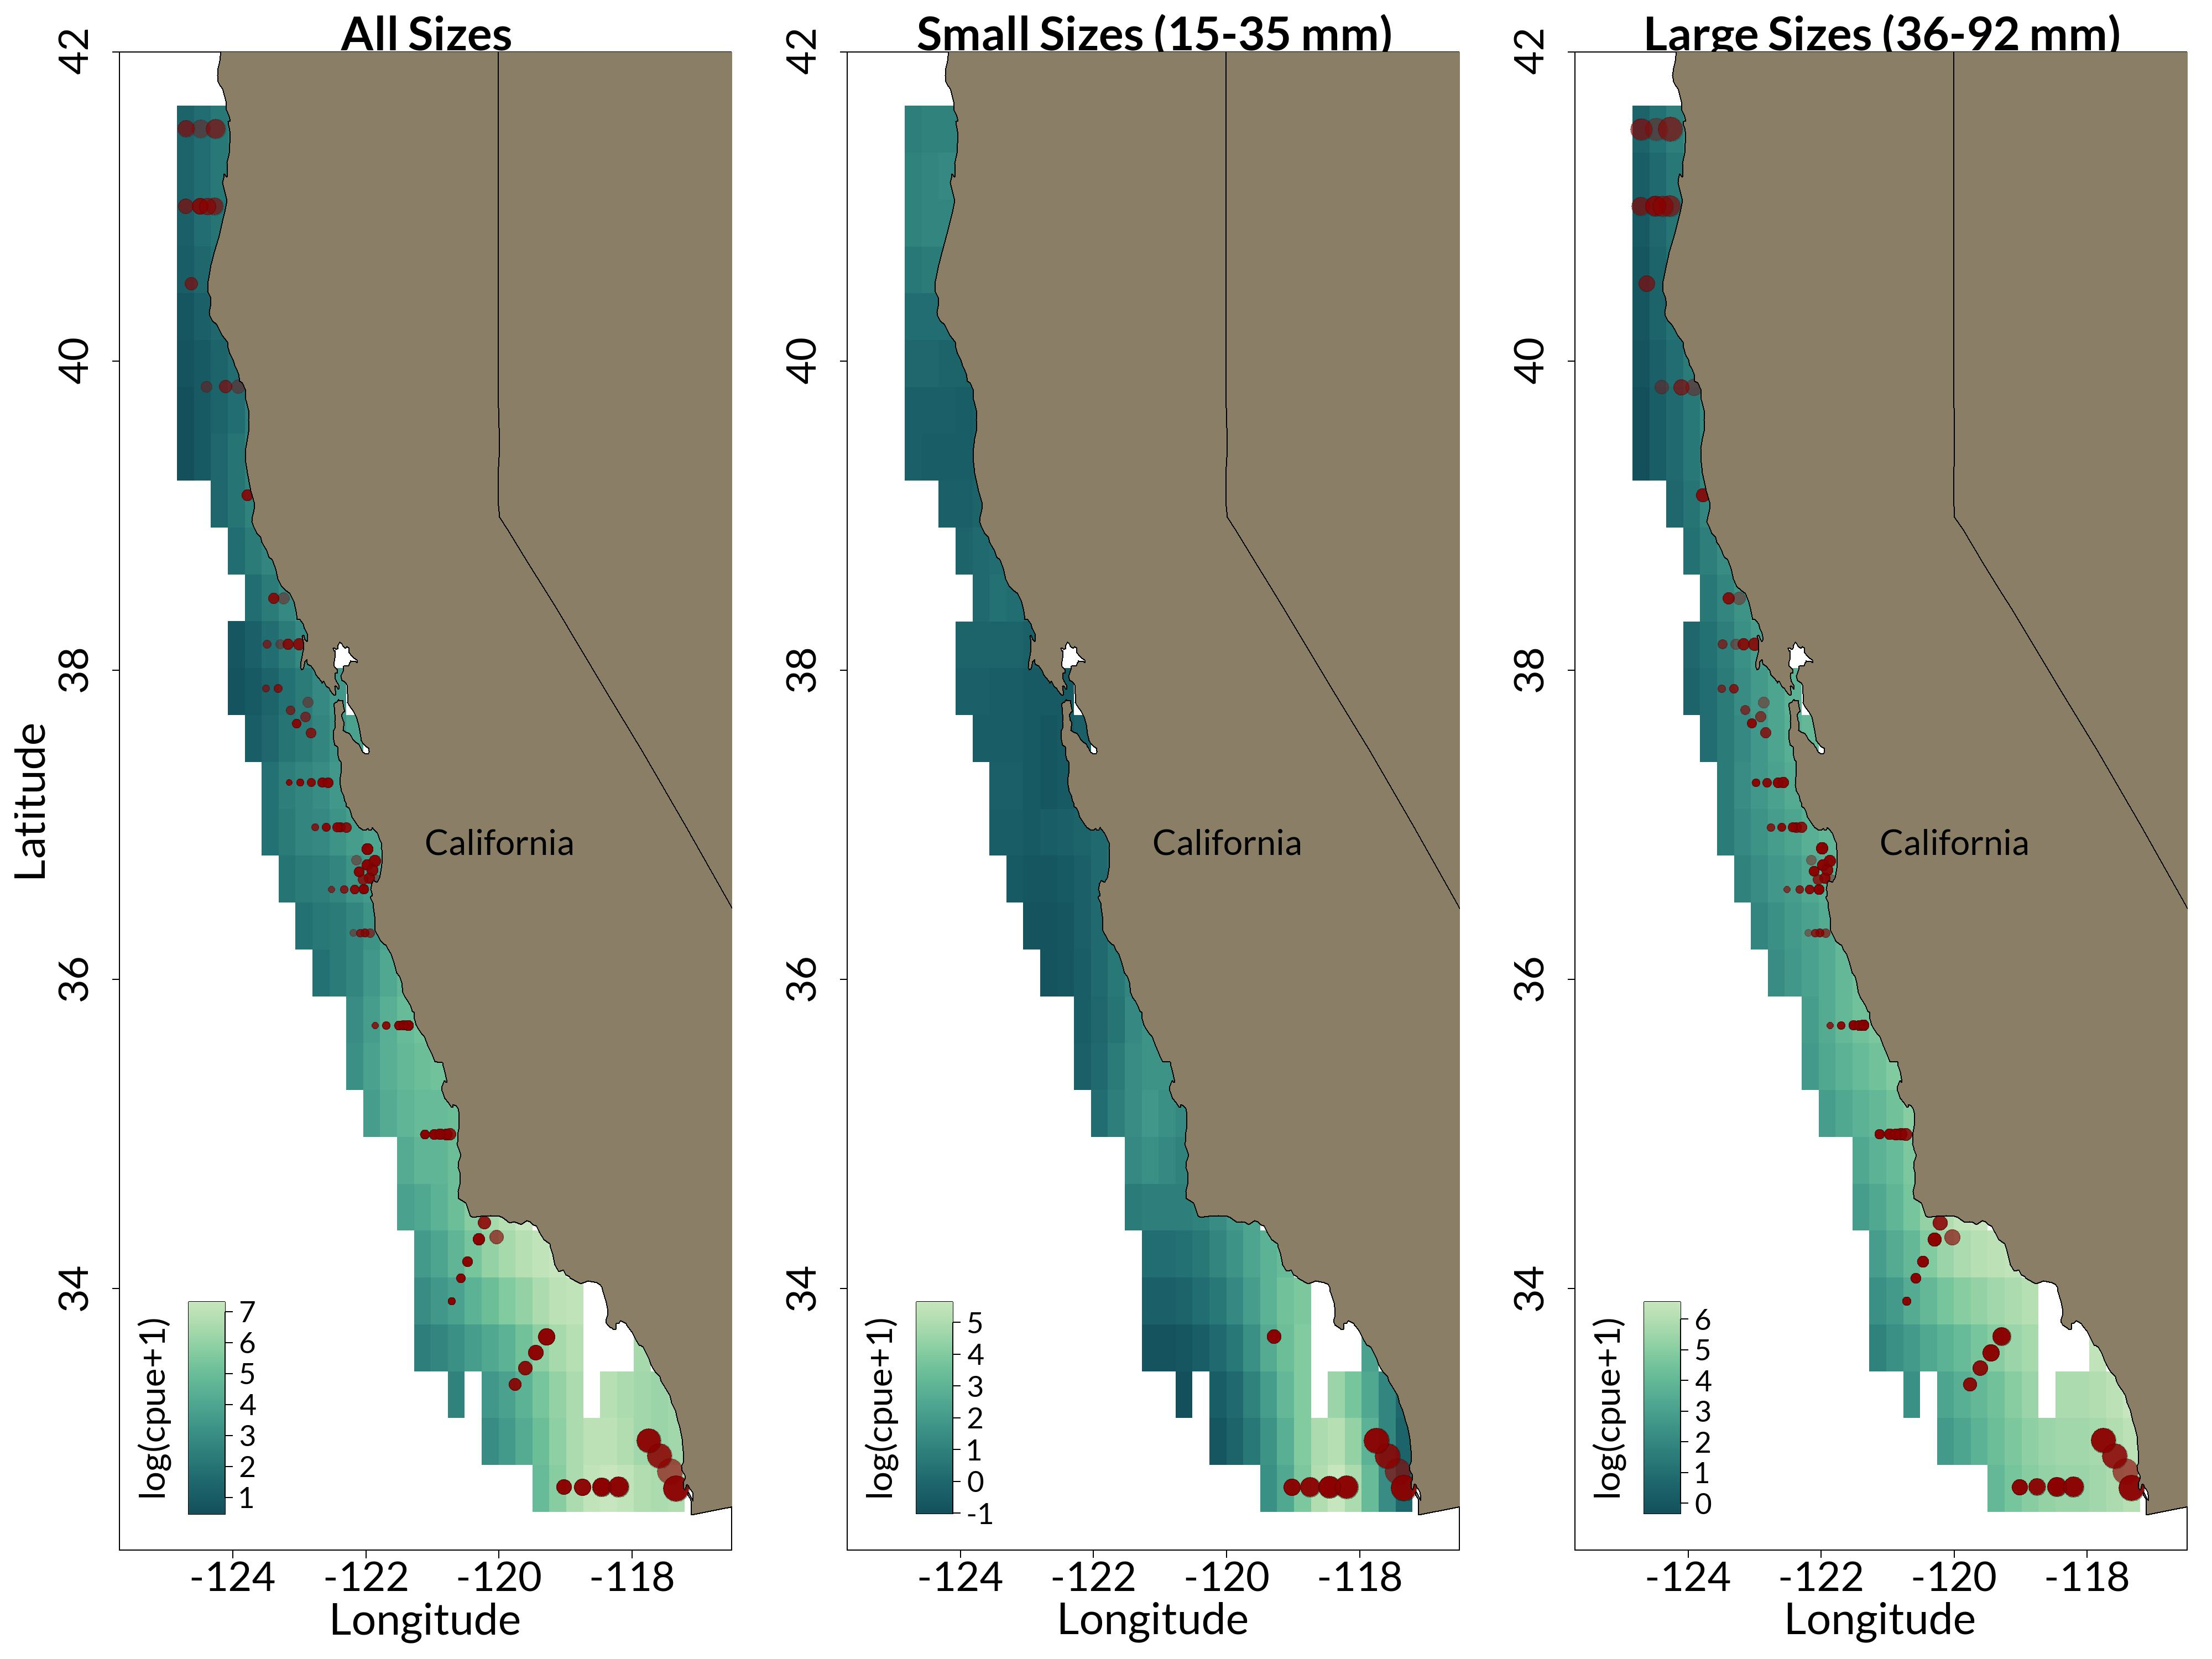 All Sizes
Small Sizes (15-35 mm)
Large Sizes (36-92 mm)
Latitude
42
40
38
36
34
California
log(cpue+1)
7
6
5
4
3
2
1
-124 -122 -120 -118
Longitude
42
40
38
36
34
California
log(cpue+1)
5
4
3
2
1
0
-1
-124 -122 -120 -118
Longitude
42
40
38
36
34
California
log(cpue+1)
6
5
4
3
2
1
0
-124 -122 -120 -118
Longitude